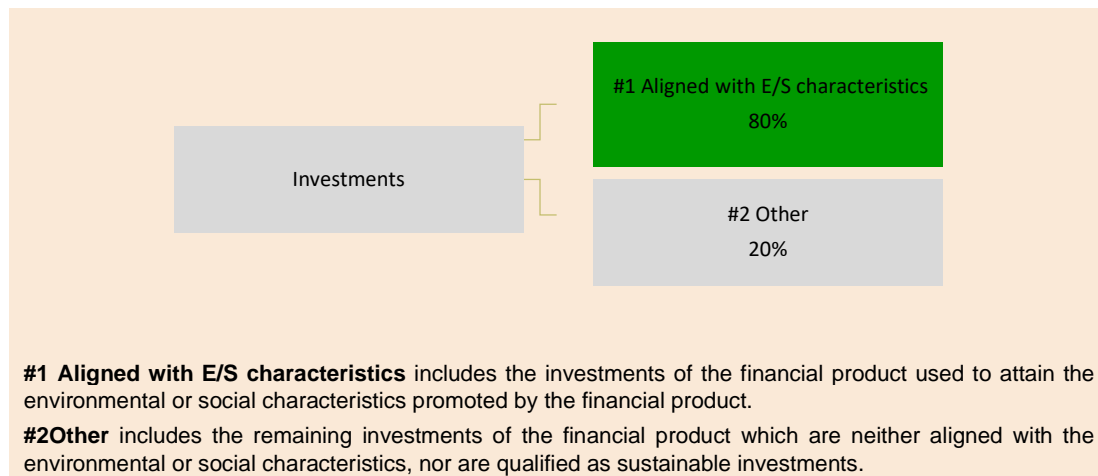 #1 Aligned with E/S characteristics
80%
Investments
#2 Other
20%
#1 Aligned with E/S characteristics includes the investments of the financial product used to attain the
environmental or social characteristics promoted by the financial product.
#2Other includes the remaining investments of the financial product which are neither aligned with the
environmental or social characteristics, nor are qualified as sustainable investments.